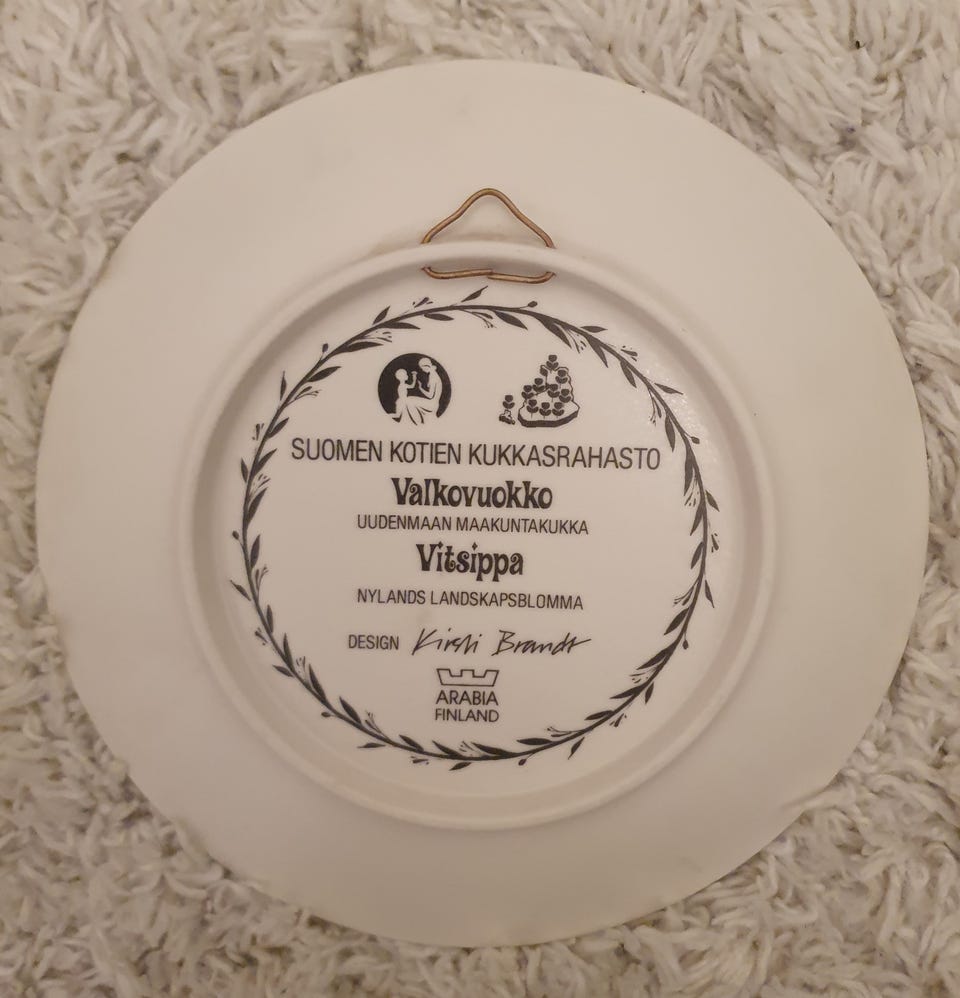 SUOMEN KOTIEN KUKKASRAHASTO
Valkovuokko
UUDENMAAN MAAKUNTAKUKKA
Vitsippa
NYLANDS LANDSKAPSBLOMMA
DESIGN Kirsti Brandt
ARABIA
FINLAND